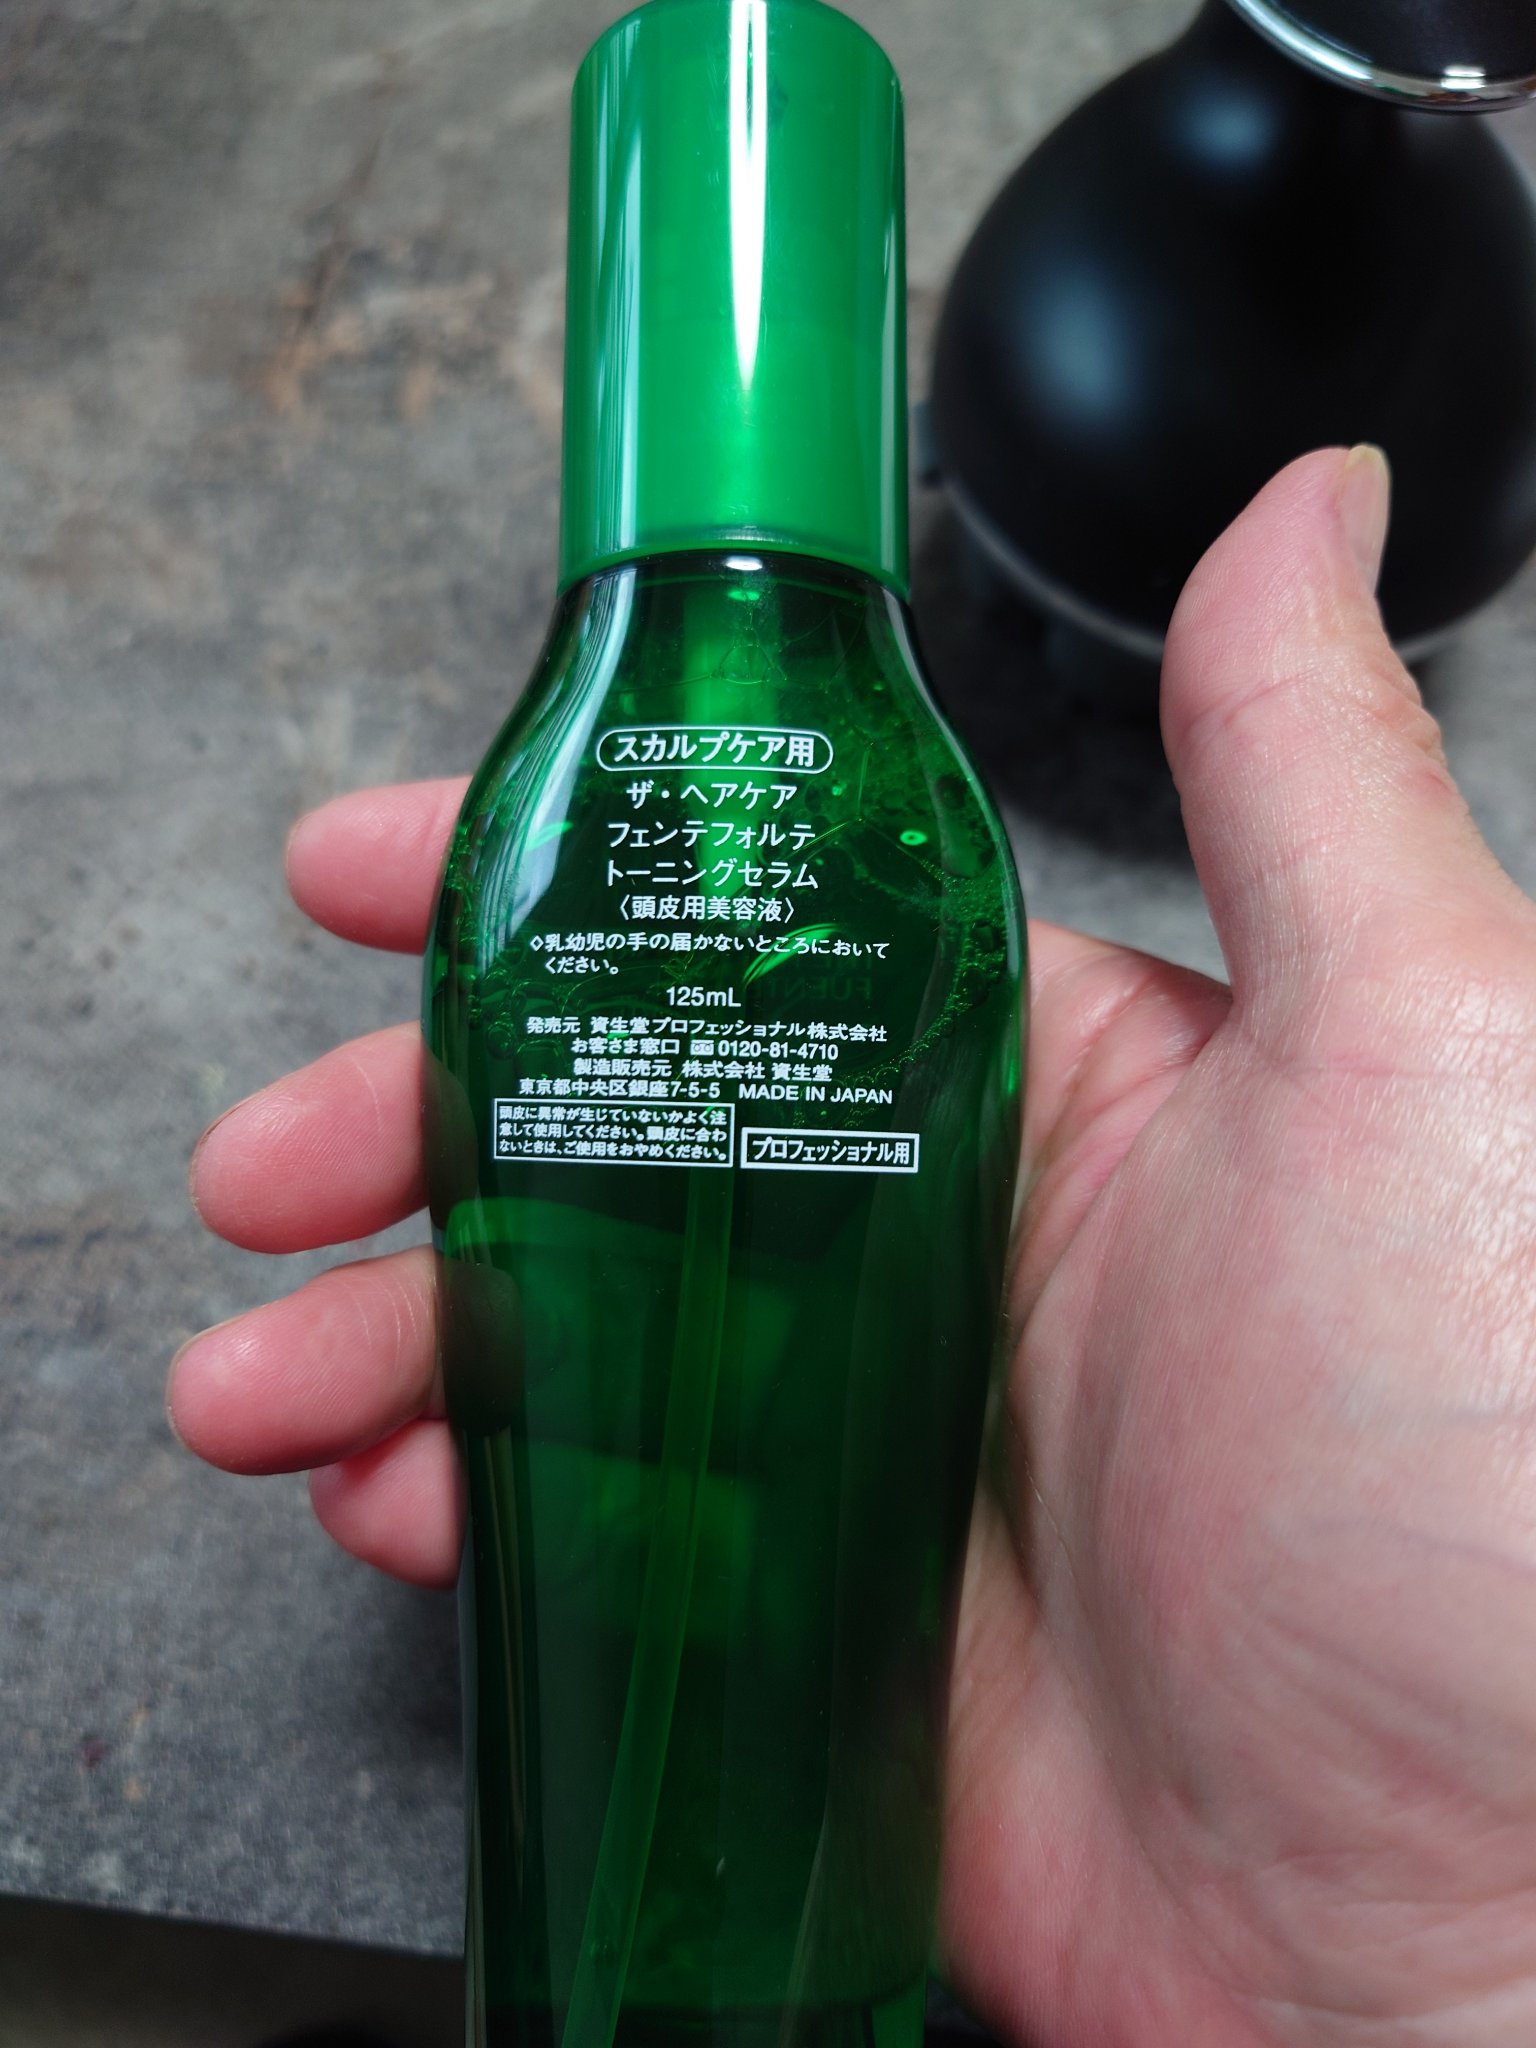 スカルプケア用
ザ・ヘアケア
フェンテフォルテ
トーニングセラム
〈頭皮用美容液〉
◇乳幼児の手の届かないところにおいて
ください。
125mL
発売元 資生堂プロフェッショナル株式会社
お客さま窓口 0120-81-4710
製造販売元 株式会社 資生堂
東京都中央区銀座7-5-5 MADE IN JAPAN
頭皮に異常が生じていないかよく注
意して使用してください。頭皮に合わ
ないときは、ご使用をおやめください。
プロフェッショナル用